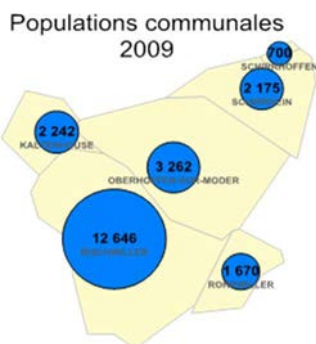 Populations communales
2009
700
SCHIRRHOFFEN
2 175
SCHIRRHEIN
2 242
KALTENHOUSE
3 262
OBERHOFFEN-SUR-MODER
12 646
BISCHWILLER
1 670
ROHRWILLER